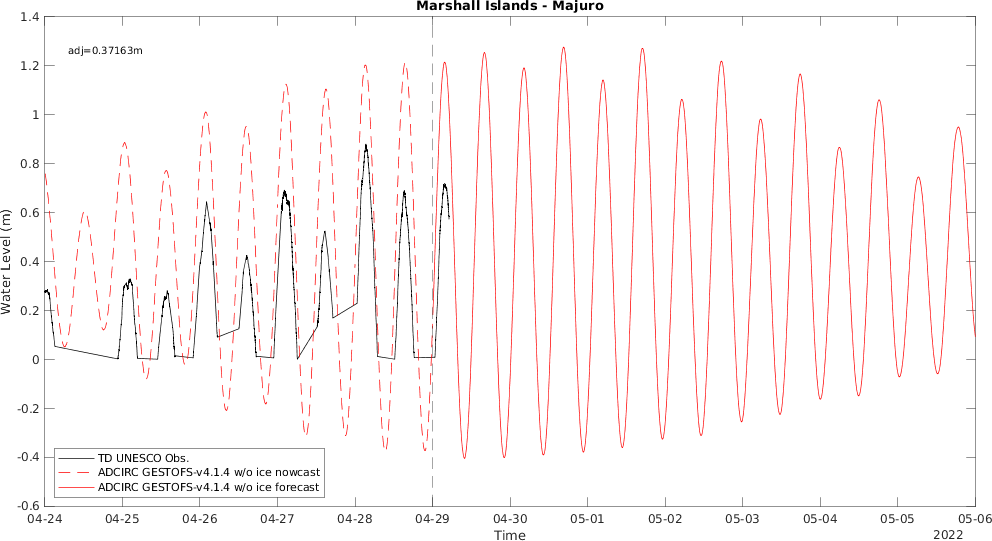 Marshall Islands - Majuro
adj=0.37163m
Water Level (m)
1.4
1.2
1
0.8
0.6
0.4
0.2
0
-0.2
-0.4
-0.6
TD UNESCO Obs.
ADCIRC GESTOFS-v4.1.4 w/o ice nowcast
ADCIRC GESTOFS-v4.1.4 w/o ice forecast
04-24 04-25 04-26 04-27 04-28 04-29 04-30 05-01 05-02 05-03 05-04 05-05 05-06
Time
2022